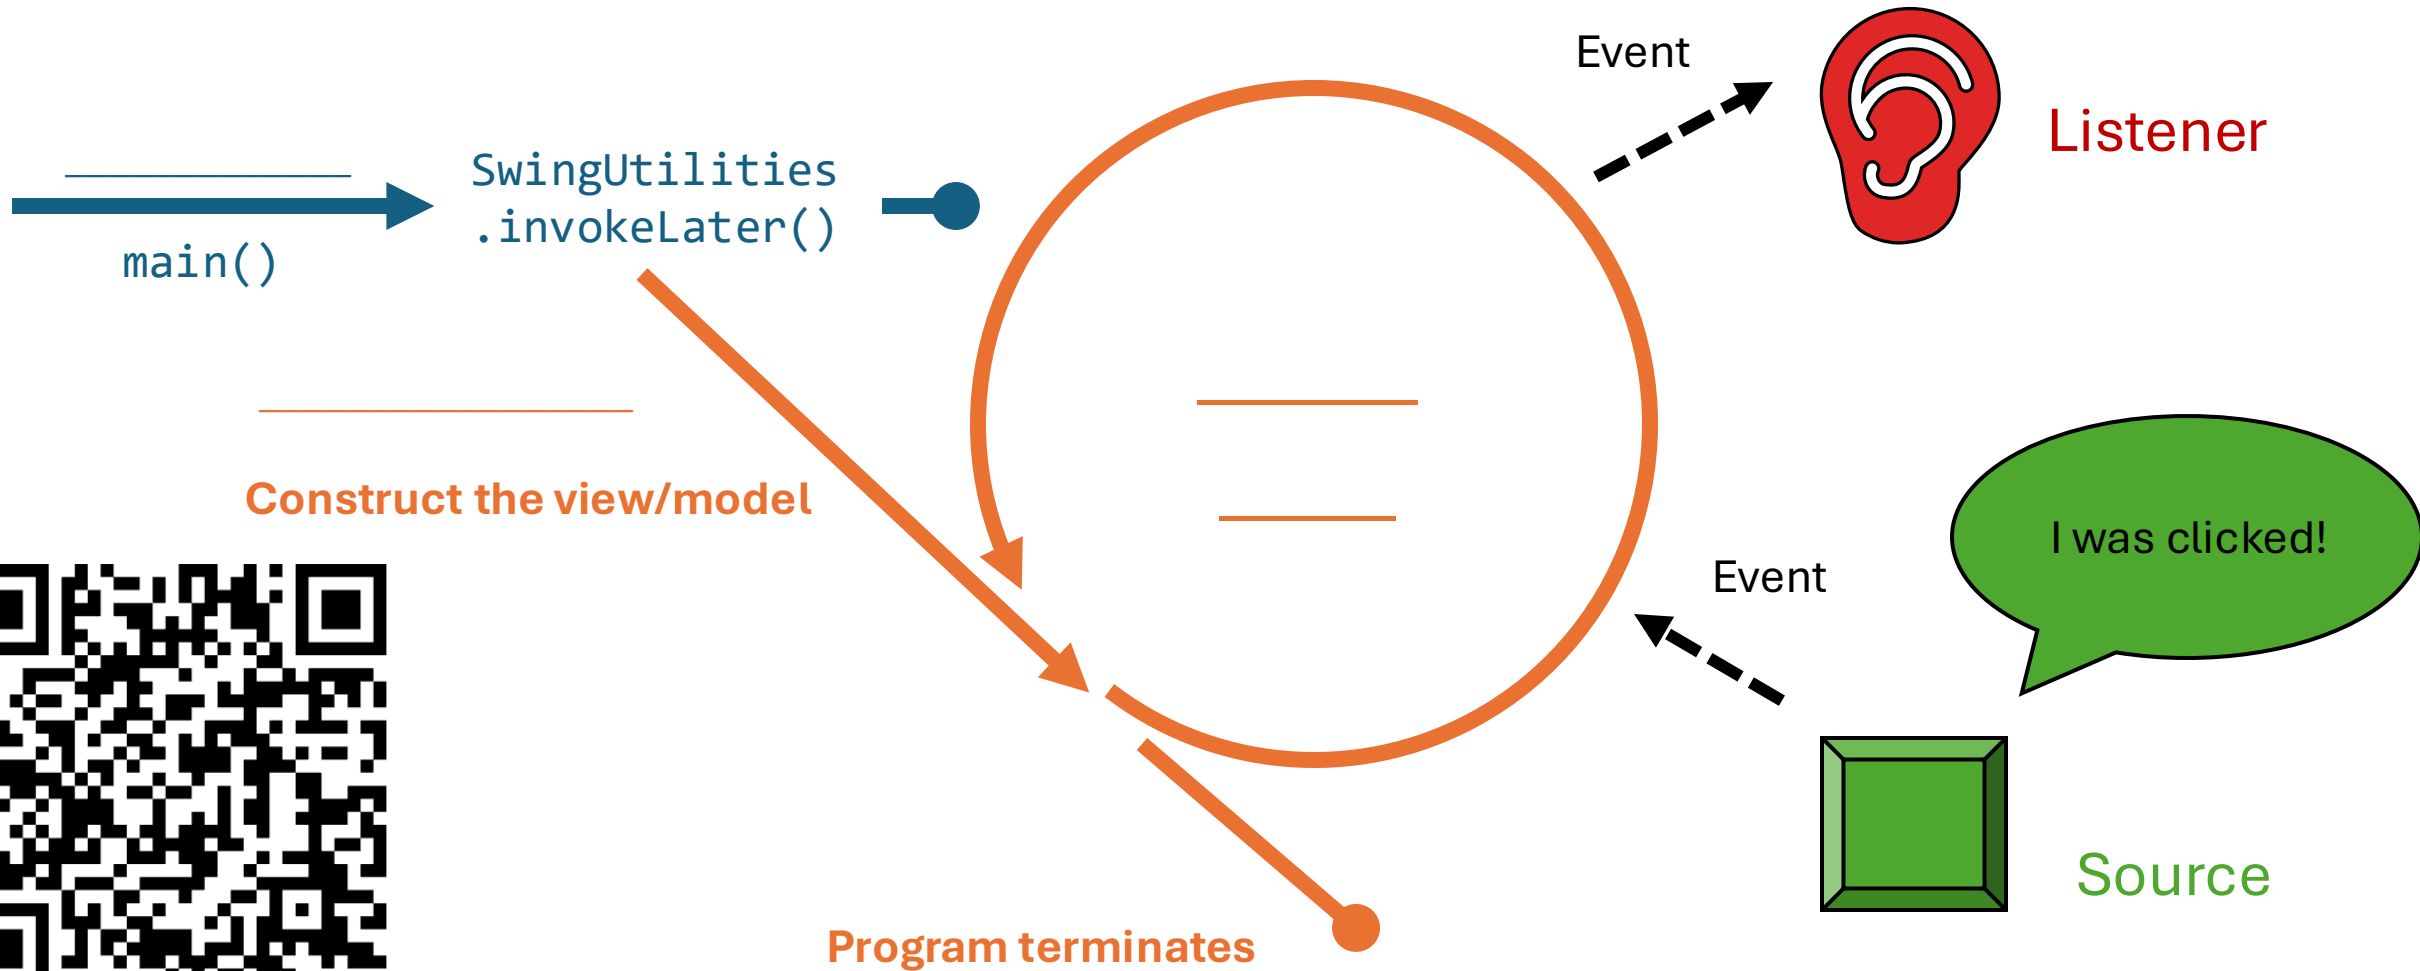 Event
Listener
SwingUtilities
.invokeLater()
main()
Construct the view/model
I was clicked!
Event
Source
Program terminates